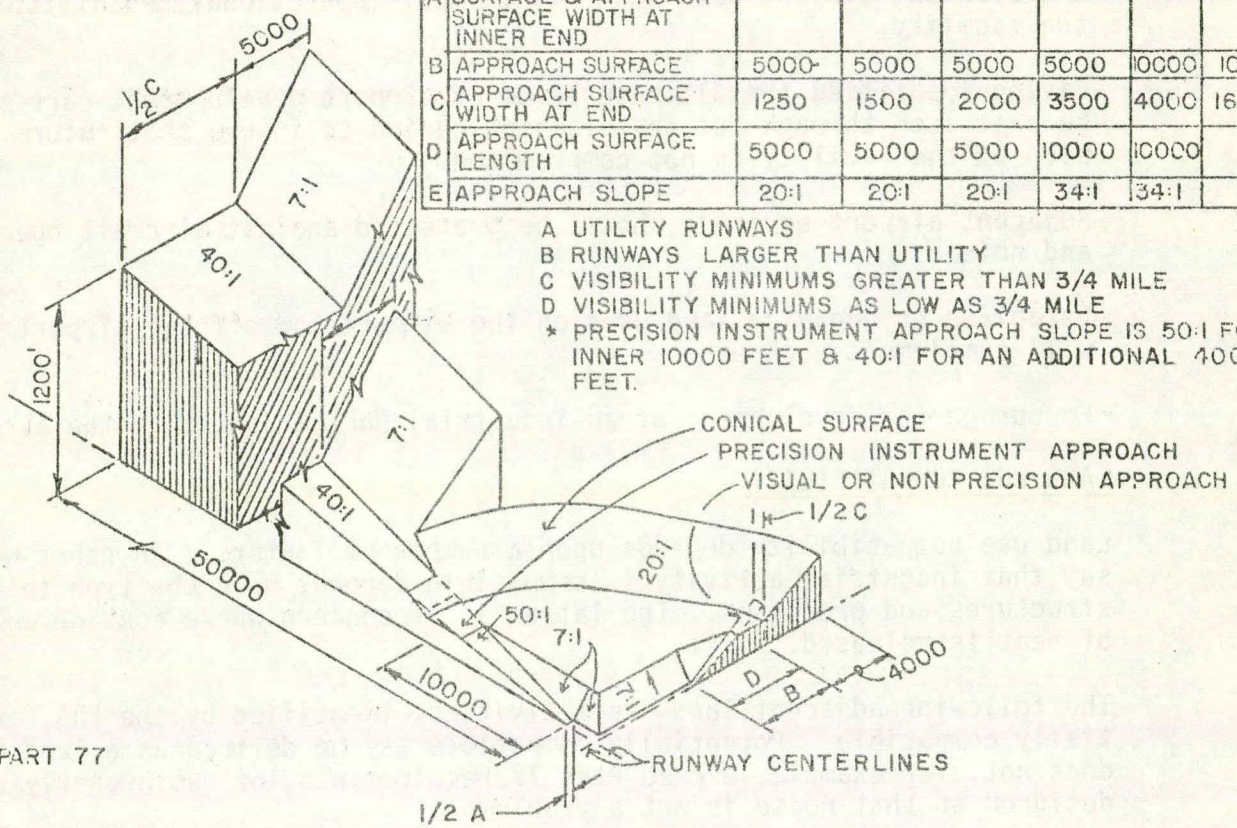 SURFACE WIDTH AT
INNER END
B APPROACH SURFACE 5000 5000 5000 5000 10000
C APPROACH SURFACE WIDTH AT END 1250 1500 2000 3500 4000
D APPROACH SURFACE LENGTH 5000 5000 5000 10000 10000
E APPROACH SLOPE 20:1 20:1 20:1 34:1 34:1
A UTILITY RUNWAYS
B RUNWAYS LARGER THAN UTILITY
C VISIBILITY MINIMUMS GREATER THAN 3/4 MILE
D VISIBILITY MINIMUMS AS LOW AS 3/4 MILE
* PRECISION INSTRUMENT APPROACH SLOPE IS 50:1
INNER 10000 FEET & 40:1 FOR AN ADDITIONAL
FEET.
5000
1/2 C
7:1
40:1
1200'
7:1
CONICAL SURFACE
PRECISION INSTRUMENT APPROACH
VISUAL OR NON PRECISION APPROACH
1/2 C
20:1
40:1
50:1
7:1
7:1
50000
10000
D
B
4000
RUNWAY CENTERLINES
1/2 A
PART 77